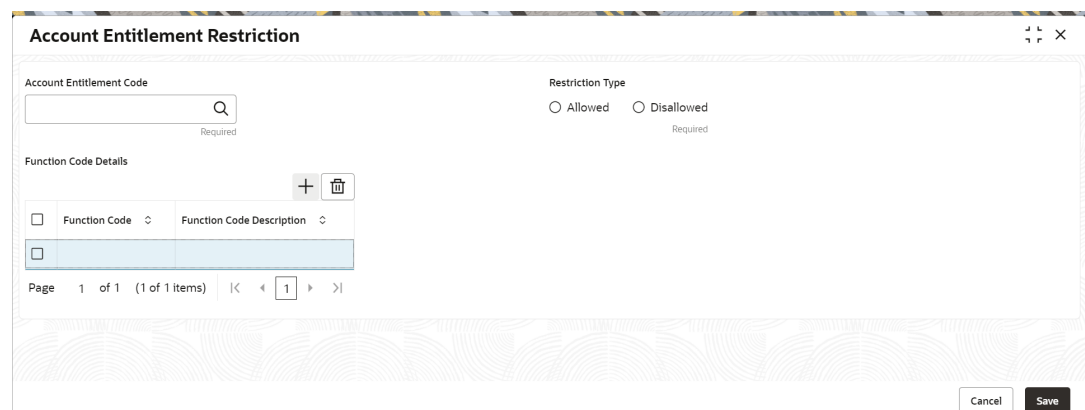 Account Entitlement Restriction
Account Entitlement Code
Restriction Type
Allowed Disallowed
Required
Required
Function Code Details
Function Code Function Code Description
Page 1 of 1 (1 of 1 items) 1
Cancel Save